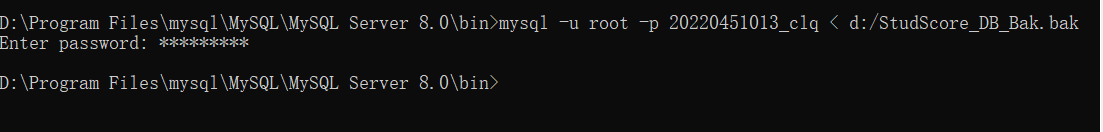 D:\Program Files\mysql\MySQL\MySQL Server 8.0\bin>mysql -u root -p 20220451013_clq < d:/StudScore_DB_Bak.bak
Enter password: *********
D:\Program Files\mysql\MySQL\MySQL Server 8.0\bin>